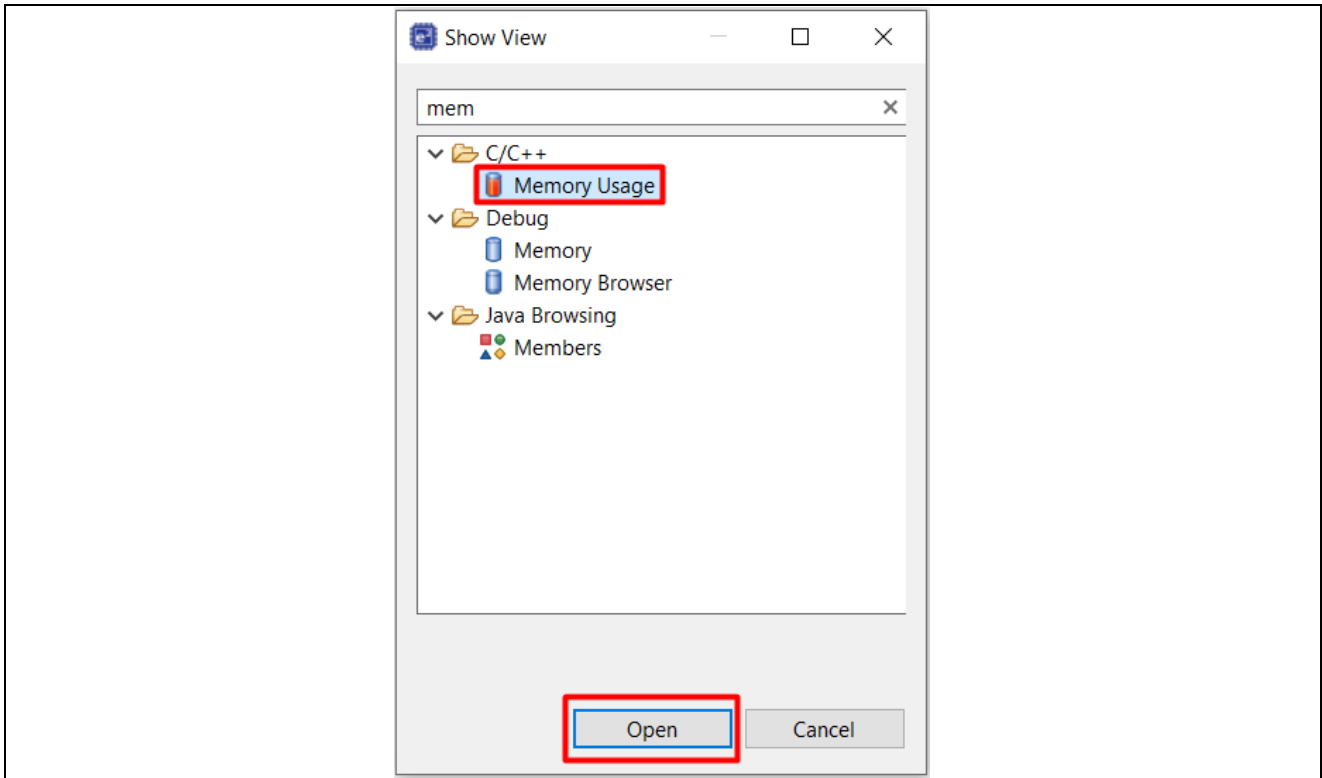 Show View
mem
C/C++
Memory Usage
Debug
Memory
Memory Browser
Java Browsing
Members
Open Cancel